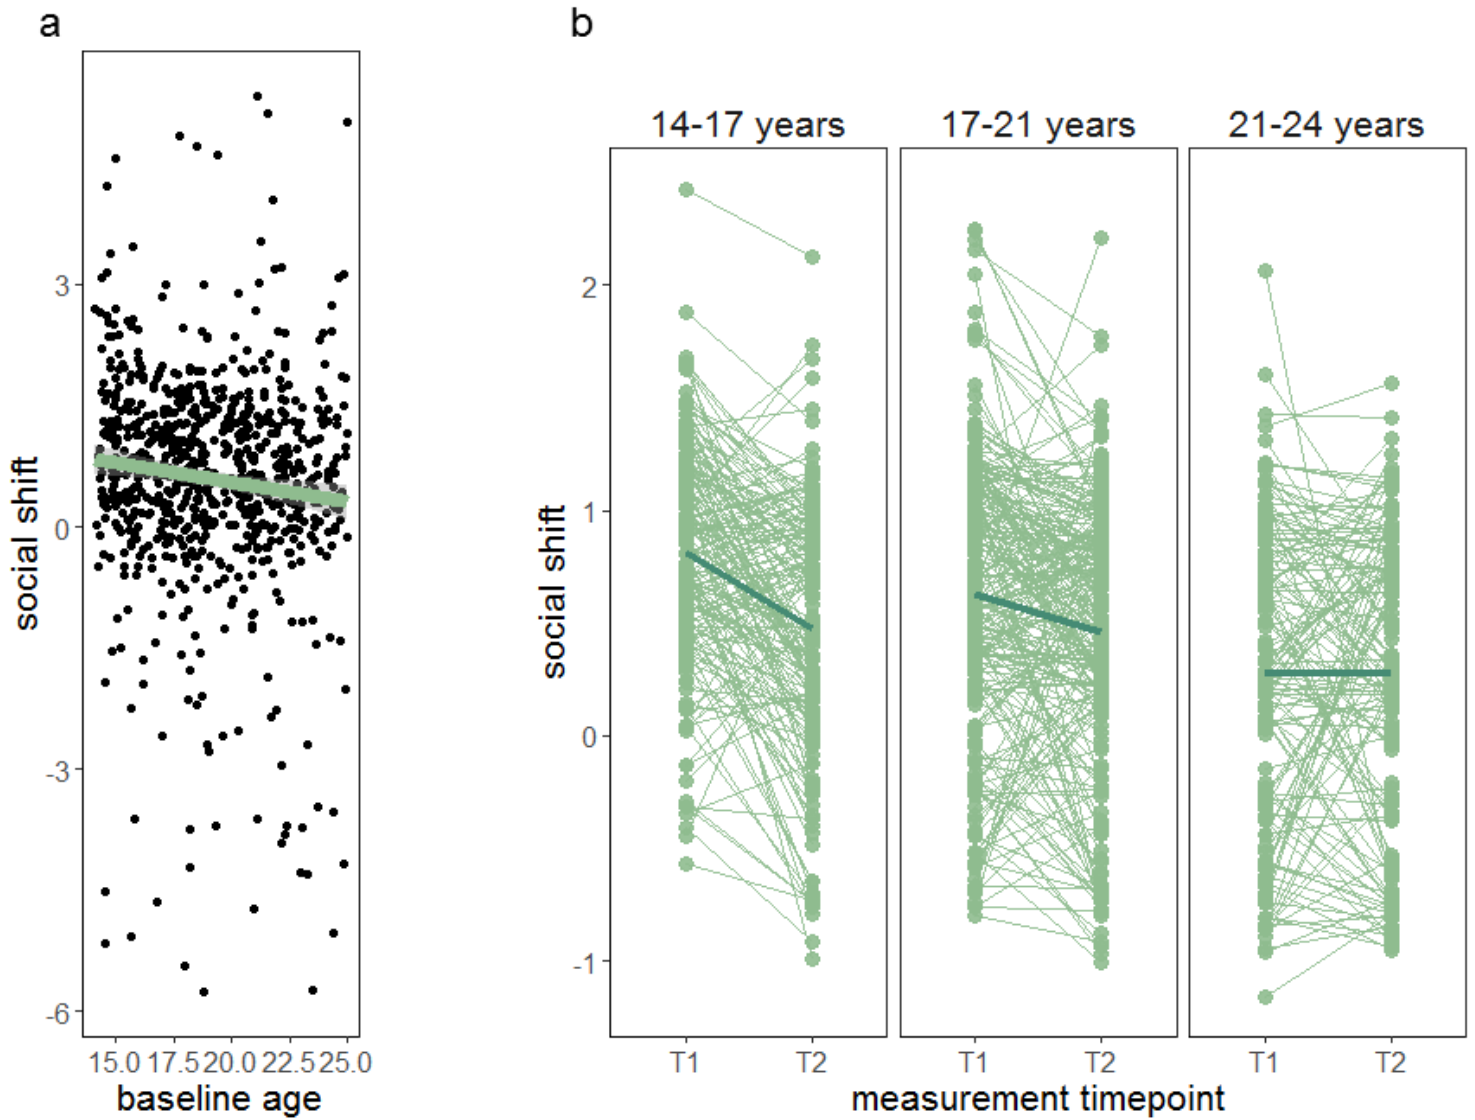 a
social shift
3
0
-3
-6
15.0 17.5 20.0 22.5 25.0
baseline age
b
14-17 years 17-21 years 21-24 years
social shift
2
1
0
-1
T1 T2 T1 T2 T1 T2
measurement timepoint